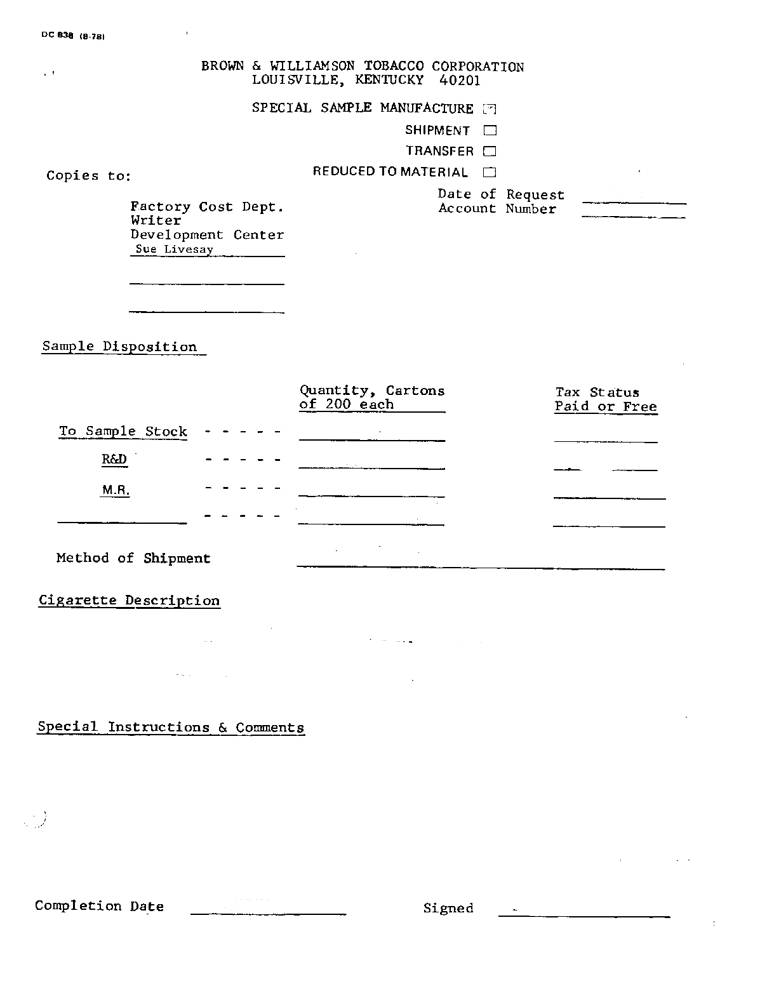 DC 838 (8-78)
BROWN & WILLIAMSON TOBACCO CORPORATION
LOUISVILLE, KENTUCKY 40201
SPECIAL SAMPLE MANUFACTURE
SHIPMENT
TRANSFER
REDUCED TO MATERIAL
Copies to:
Date of Request
Account Number
Factory Cost Dept.
Writer
Development Center
Sue Livesay
Sample Disposition
Quantity, Cartons
of 200 each
Tax Status
Paid or Free
To Sample Stock - - - - -
R&D - - - - -
M.R. - - - - -
- - - - -
Method of Shipment
Cigarette Description
Special Instructions & Comments
Completion Date
Signed